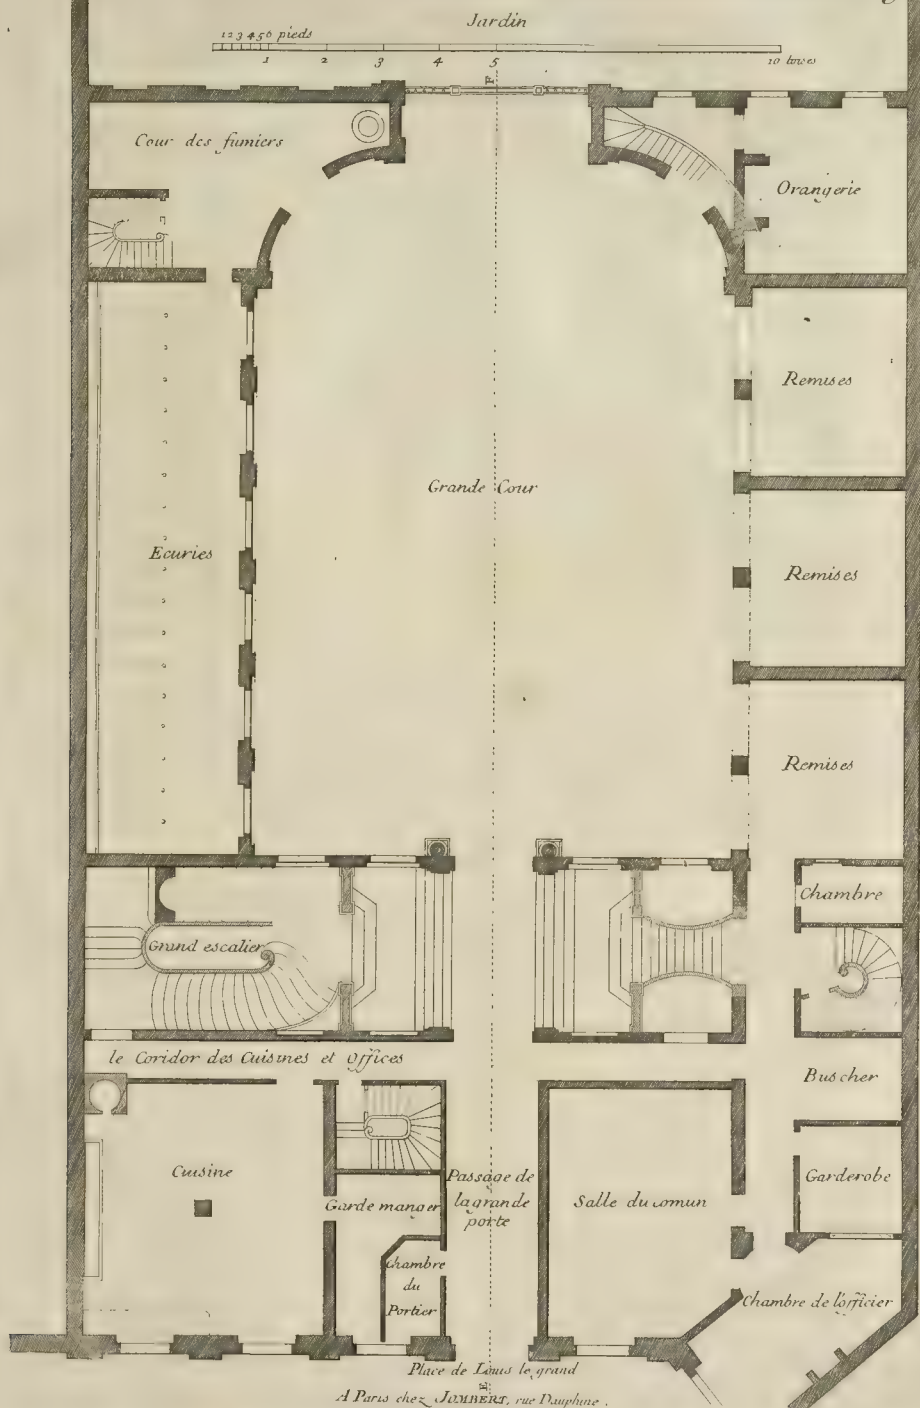 Jardin
1 2 3 4 5 6 pieds
1 2 3 4 5 10 toises
F
Cour des fumiers
Orangerie
Remises
Grande Cour
Ecuries
Remises
Remises
Chambre
Grand escalier
le Coridor des Cuisines et Offices
Buscher
Cuisine
Garde manger
Passage de
la grande
porte
Salle du comun
Garderobe
Chambre
du
Portier
Chambre de l'officier
Place de Louis le grand
E
A Paris chez JOMBERT, rue Dauphine.